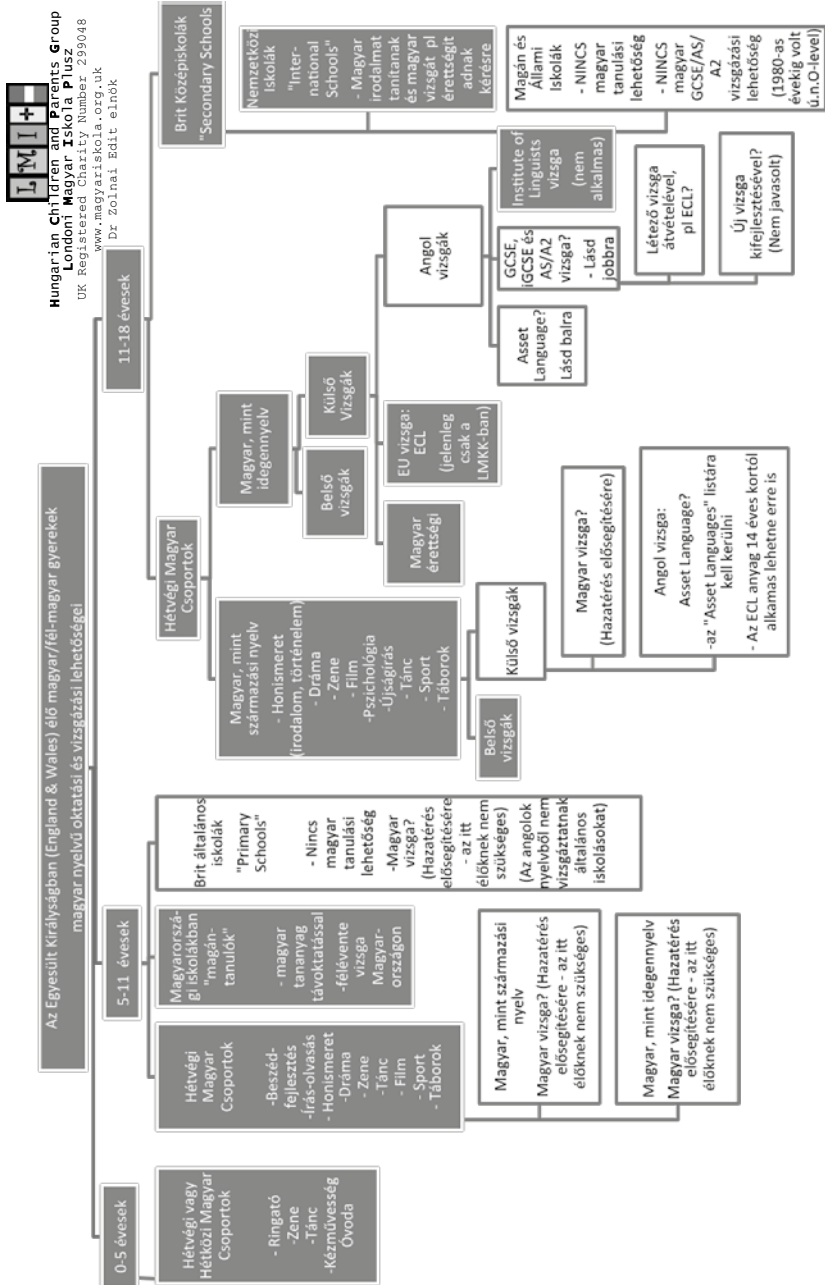 LMI+
Hungarian Children and Parents Group
Londoni Magyar Iskola Plusz
UK Registered Charity Number 299048
www.magyariskola.org.uk
Dr Zolnai Edit elnök
Az Egyesült Királyságban (England & Wales) élő magyar/fél-magyar gyerekek
magyar nyelvű oktatási és vizsgázási lehetőségei
0-5 évesek
Hétvégi vagy
Hétközi Magyar
Csoportok
- Ringató
-Zene
-Tánc
-Kézművesség
Óvoda
5-11 évesek
Hétvégi
Magyar
Csoportok
-Beszéd-
fejlesztés
-Írás-olvasás
- Honismeret
-Dráma
- Zene
- Tánc
- Film
- Sport
- Táborok
Magyar, mint származási
nyelv
Magyar vizsga? (Hazatérés
elősegítésére - az itt
élőknek nem szükséges)
Magyar, mint idegennyelv
Magyar vizsga? (Hazatérés
elősegítésére - az itt
élőknek nem szükséges)
Magyarorszá-
gi iskolákban
"magán-
tanulók"
- magyar
tananyag
távoktatással
-félévente
vizsga
Magyar-
országon
Brit általános
iskolák
"Primary
Schools"
- Nincs
magyar
tanulási
lehetőség
-Magyar
vizsga?
(Hazatérés
elősegítésére
- az itt
élőknek nem
szükséges)
(Az angolok
nyelvből nem
vizsgáztatnak
általános
iskolásokat)
11-18 évesek
Hétvégi Magyar
Csoportok
Magyar, mint
származási nyelv
- Honismeret
(irodalom, történelem)
- Dráma
- Zene
- Film
-Pszichológia
-Újságírás
- Tánc
- Sport
- Táborok
Belső
vizsgák
Külső vizsgák
Magyar vizsga?
(Hazatérés elősegítésére)
Angol vizsga:
Asset Language?
-az "Asset Languages" listára
kell kerülni
- Az ECL anyag 14 éves kortól
alkamas lehetne erre is
Magyar, mint
idegennyelv
Belső
vizsgák
Külső
Vizsgák
Magyar
érettségi
EU vizsga:
ECL
(jelenleg
csak a
LMKK-ban)
Angol
vizsgák
Asset
Language?
Lásd balra
GCSE,
iGCSE és
AS/A2
vizsga?
- Lásd
jobbra
Létező vizsga
átvételével,
pl ECL?
Új vizsga
kifejlesztésével?
(Nem javasolt)
Institute of
Linguists
vizsga
(nem
alkalmas)
Brit Középiskolák
"Secondary Schools"
Nemzetközi
Iskolák
"Inter-
national
Schools"
- Magyar
irodalmat
tanítanak
és magyar
vizsgát pl
érettségit
adnak
kérésre
Magán és
Állami
Iskolák
- NINCS
magyar
tanulási
lehetőség
- NINCS
magyar
GCSE/AS/
A2
vizsgázási
lehetőség
(1980-as
évekig volt
ú.n.O-level)